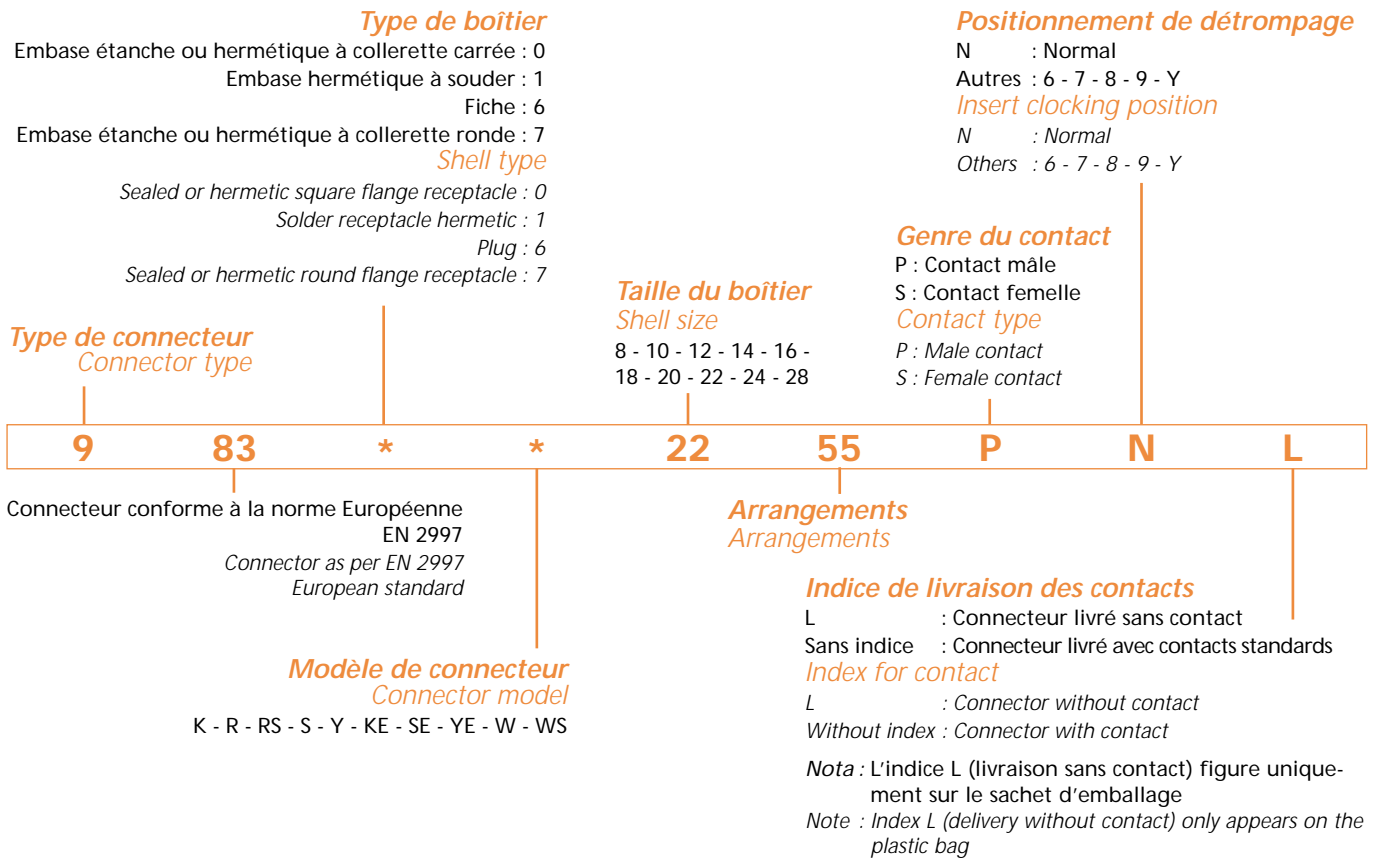 Type de boîtier
Embase étanche ou hermétique à collerette carrée : 0
Embase hermétique à souder : 1
Fiche : 6
Embase étanche ou hermétique à collerette ronde : 7
Shell type
Sealed or hermetic square flange receptacle : 0
Solder receptacle hermetic : 1
Plug : 6
Sealed or hermetic round flange receptacle : 7
Positionnement de détrompage
N : Normal
Autres : 6 - 7 - 8 - 9 - Y
Insert clocking position
N : Normal
Others : 6 - 7 - 8 - 9 - Y
Genre du contact
P : Contact mâle
S : Contact femelle
Contact type
P : Male contact
S : Female contact
Taille du boîtier
Shell size
8 - 10 - 12 - 14 - 16 -
18 - 20 - 22 - 24 - 28
Type de connecteur
Connector type
9 83 * * 22 55 P N L
Connecteur conforme à la norme Européenne
EN 2997
Connector as per EN 2997
European standard
Modèle de connecteur
Connector model
K - R - RS - S - Y - KE - SE - YE - W - WS
Arrangements
Arrangements
Indice de livraison des contacts
L : Connecteur livré sans contact
Sans indice : Connecteur livré avec contacts standards
Index for contact
L : Connector without contact
Without index : Connector with contact
Nota : L'indice L (livraison sans contact) figure unique-
ment sur le sachet d'emballage
Note : Index L (delivery without contact) only appears on the
plastic bag